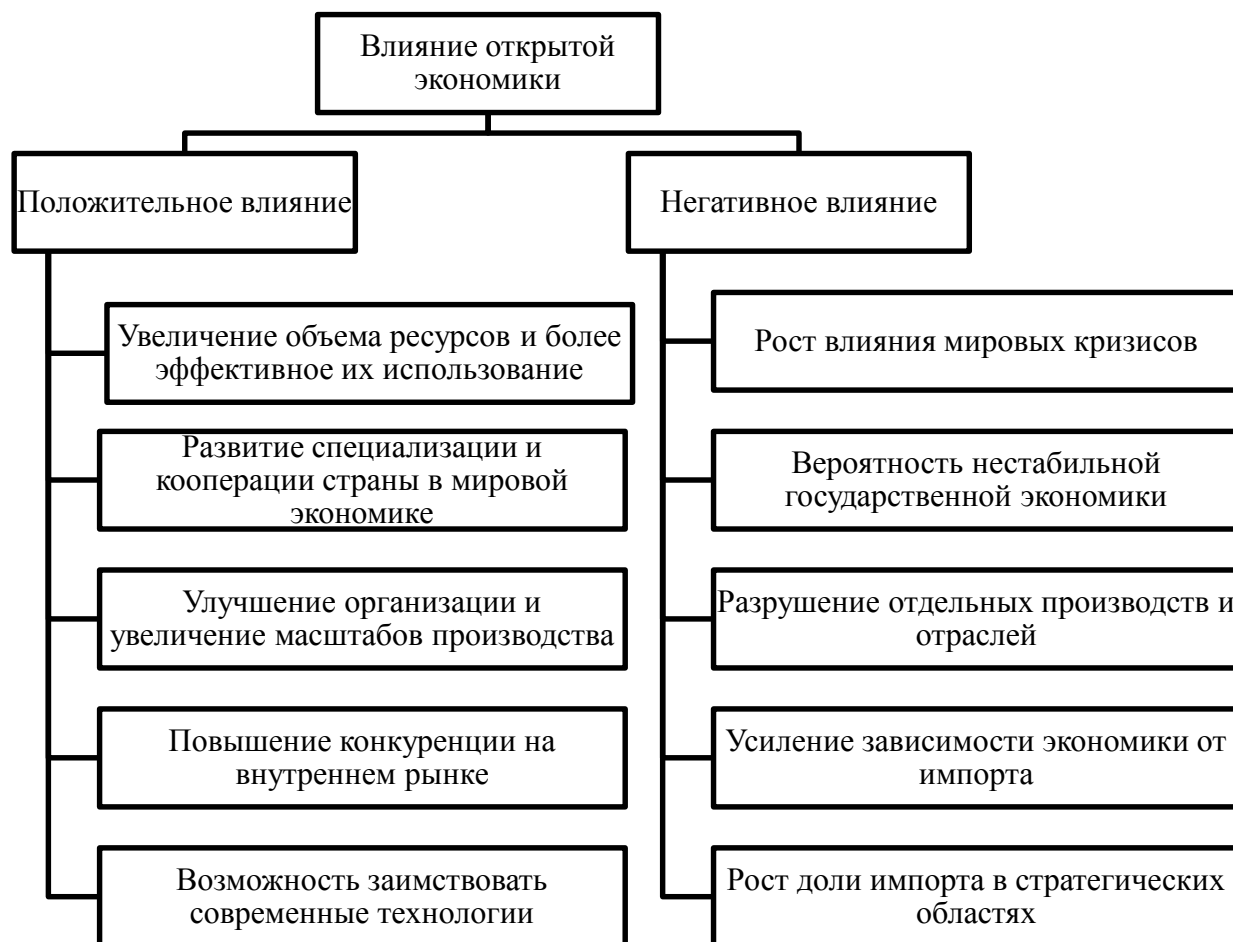 Влияние открытой
экономики
Положительное влияние
Увеличение объема ресурсов и более
эффективное их использование
Развитие специализации и
кооперации страны в мировой
экономике
Улучшение организации и
увеличение масштабов производства
Повышение конкуренции на
внутреннем рынке
Возможность заимствовать
современные технологии
Негативное влияние
Рост влияния мировых кризисов
Вероятность нестабильной
государственной экономики
Разрушение отдельных производств и
отраслей
Усиление зависимости экономики от
импорта
Рост доли импорта в стратегических
областях